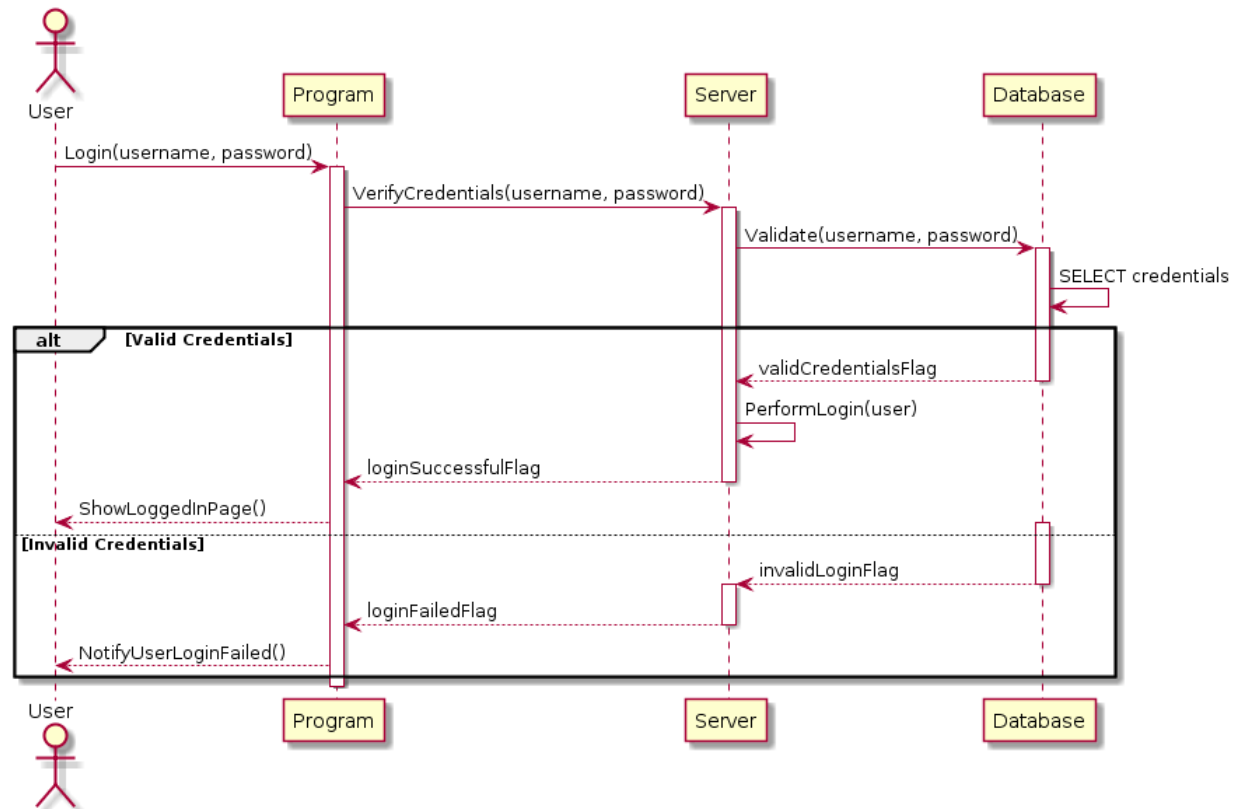 User
Program
Server
Database
Login(username, password)
VerifyCredentials(username, password)
Validate(username, password)
SELECT credentials
alt
[Valid Credentials]
validCredentialsFlag
PerformLogin(user)
loginSuccessfulFlag
ShowLoggedInPage()
[Invalid Credentials]
invalidLoginFlag
loginFailedFlag
NotifyUserLoginFailed()
User
Program
Server
Database